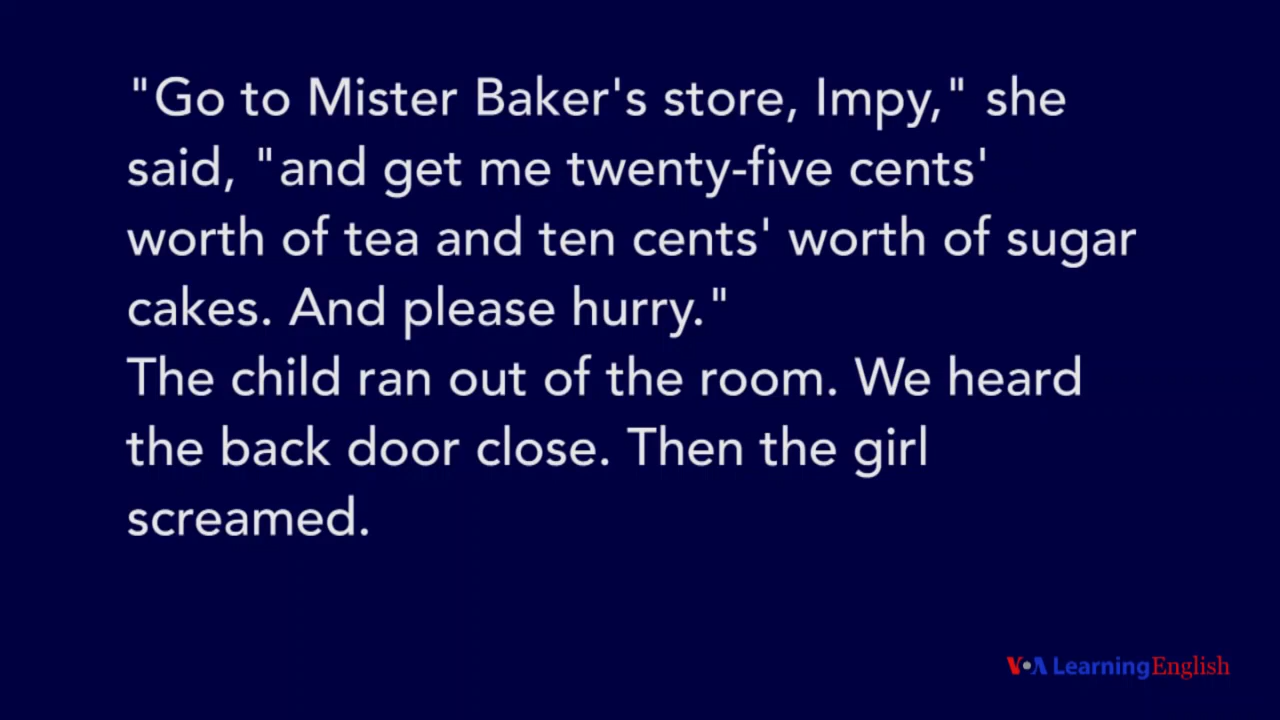 "Go to Mister Baker's store, Impy," she
said, "and get me twenty-five cents'
worth of tea and ten cents' worth of sugar
cakes. And please hurry."
The child ran out of the room. We heard
the back door close. Then the girl
screamed.
VOA Learning English